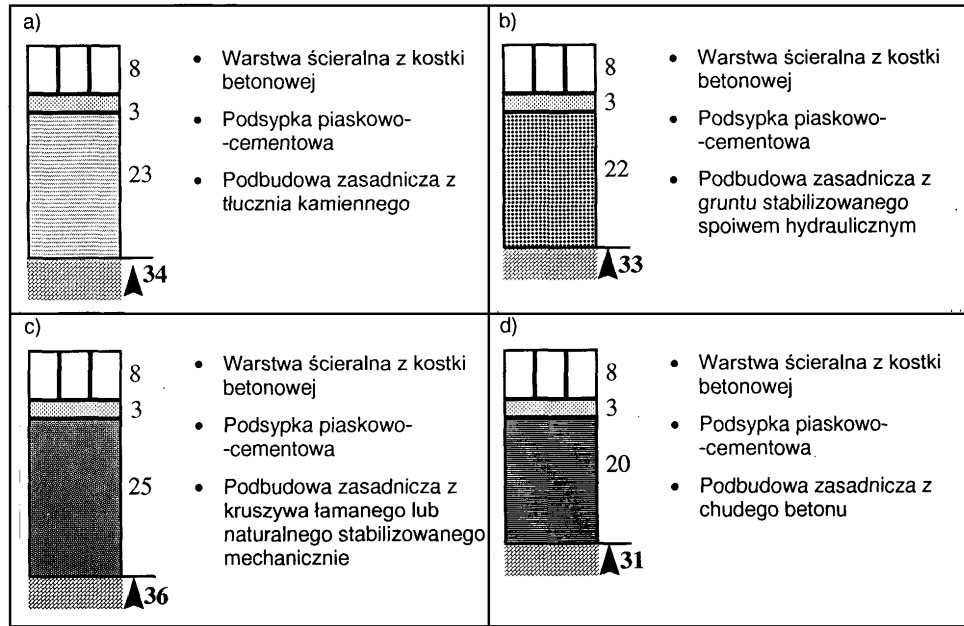 a)
8
3
23
34
• Warstwa ścieralna z kostki
betonowej
• Podsypka piaskowo-
-cementowa
• Podbudowa zasadnicza z
tłucznia kamiennego
b)
8
3
22
33
• Warstwa ścieralna z kostki
betonowej
• Podsypka piaskowo-
-cementowa
• Podbudowa zasadnicza z
gruntu stabilizowanego
spoiwem hydraulicznym
c)
8
3
25
36
• Warstwa ścieralna z kostki
betonowej
• Podsypka piaskowo-
-cementowa
• Podbudowa zasadnicza z
kruszywa łamanego lub
naturalnego stabilizowanego
mechanicznie
d)
8
3
20
31
• Warstwa ścieralna z kostki
betonowej
• Podsypka piaskowo-
-cementowa
• Podbudowa zasadnicza z
chudego betonu